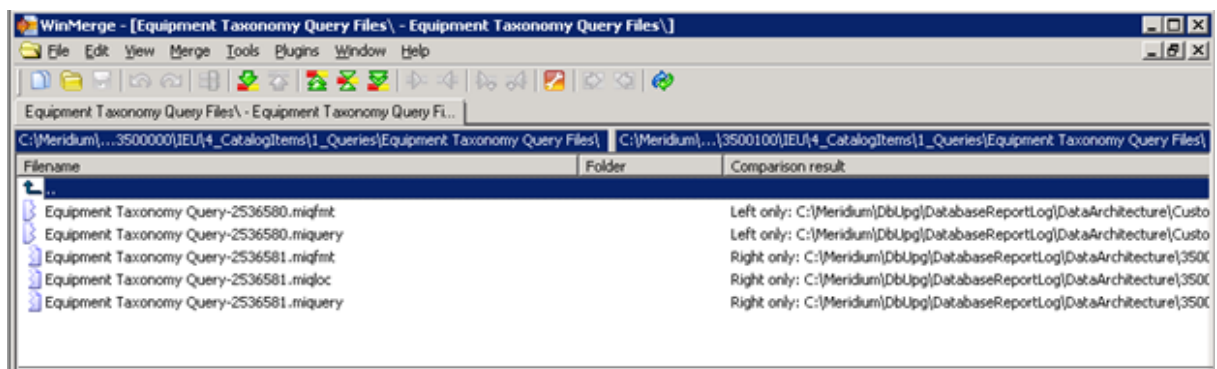 WinMerge - [Equipment Taxonomy Query Files\ - Equipment Taxonomy Query Files\]
File Edit View Merge Tools Plugins Window Help
Equipment Taxonomy Query Files\ - Equipment Taxonomy Query Fi...
C:\Meridium\...3500000\IEU\4_CatalogItems\1_Queries\Equipment Taxonomy Query Files\ C:\Meridium\...\3500100\IEU\4_CatalogItems\1_Queries\Equipment Taxonomy Query Files\
Filename Folder Comparison result
..
Equipment Taxonomy Query-2536580.miqfmt Left only: C:\Meridium\DbUpg\DatabaseReportLog\DataArchitecture\Custo
Equipment Taxonomy Query-2536580.miquery Left only: C:\Meridium\DbUpg\DatabaseReportLog\DataArchitecture\Custo
Equipment Taxonomy Query-2536581.miqfmt Right only: C:\Meridium\DbUpg\DatabaseReportLog\DataArchitecture\350
Equipment Taxonomy Query-2536581.miqloc Right only: C:\Meridium\DbUpg\DatabaseReportLog\DataArchitecture\350
Equipment Taxonomy Query-2536581.miquery Right only: C:\Meridium\DbUpg\DatabaseReportLog\DataArchitecture\350